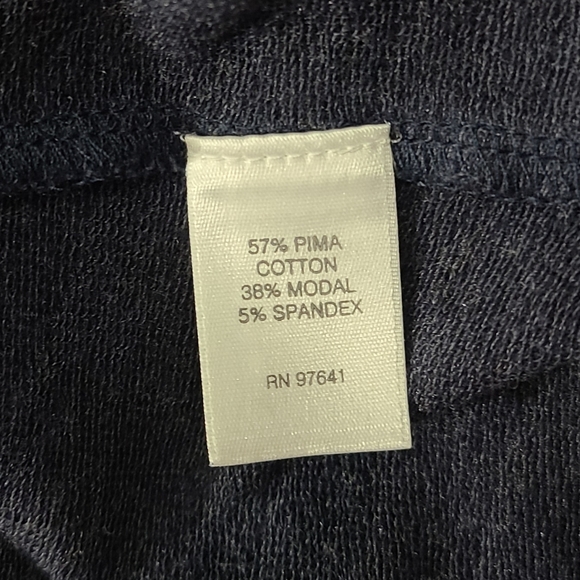 57% PIMA
COTTON
38% MODAL
5% SPANDEX
RN 97641